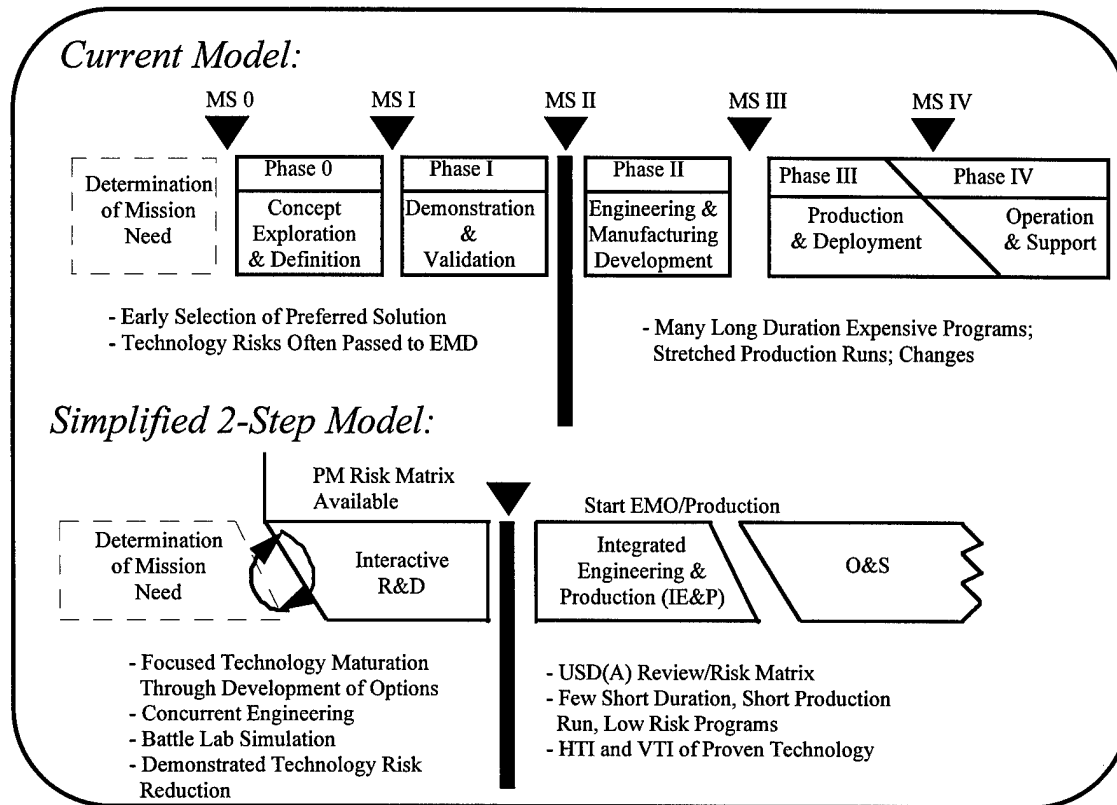 Current Model:
MS 0
MS I
MS II
MS III
MS IV
Determination
of Mission
Need
Phase 0
Concept
Exploration
& Definition
Phase I
Demonstration
&
Validation
Phase II
Engineering &
Manufacturing
Development
Phase III
Production
& Deployment
Phase IV
Operation
& Support
- Early Selection of Preferred Solution
- Technology Risks Often Passed to EMD
- Many Long Duration Expensive Programs;
Stretched Production Runs; Changes
Simplified 2-Step Model:
PM Risk Matrix
Available
Start EMO/Production
Determination
of Mission
Need
Interactive
R&D
Integrated
Engineering &
Production (IE&P)
O&S
- Focused Technology Maturation
Through Development of Options
- Concurrent Engineering
- Battle Lab Simulation
- Demonstrated Technology Risk
Reduction
- USD(A) Review/Risk Matrix
- Few Short Duration, Short Production
Run, Low Risk Programs
- HTI and VTI of Proven Technology